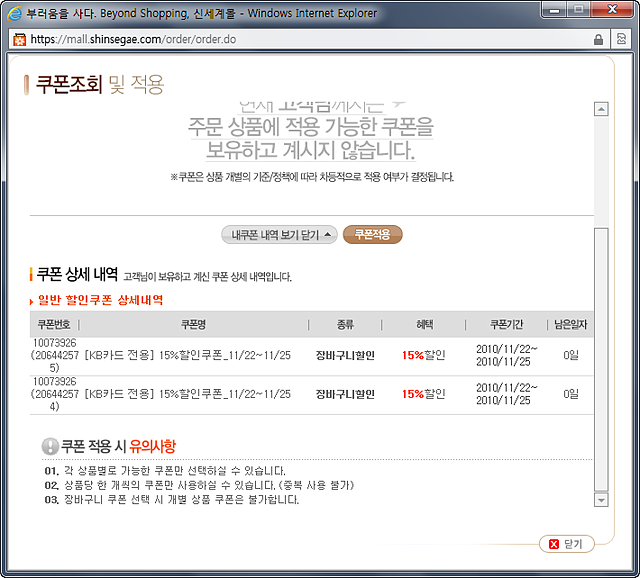 부러움을 사다. Beyond Shopping, 신세계몰 - Windows Internet Explorer
https://mall.shinsegae.com/order/order.do
쿠폰조회 및 적용
현재 고객님께서는
주문 상품에 적용 가능한 쿠폰을
보유하고 계시지 않습니다.
※쿠폰은 상품 개별의 기준/정책에 따라 차등적으로 적용 여부가 결정됩니다.
내쿠폰 내역 보기 닫기 쿠폰적용
쿠폰 상세 내역 고객님이 보유하고 계신 쿠폰 상세 내역입니다.
일반 할인쿠폰 상세내역
쿠폰번호 쿠폰명 종류 혜택 쿠폰기간 남은일자
10073926
(20644257
5) [KB카드 전용] 15%할인쿠폰_11/22~11/25 장바구니할인 15%할인 2010/11/22~
2010/11/25 0일
10073926
(20644257
4) [KB카드 전용] 15%할인쿠폰_11/22~11/25 장바구니할인 15%할인 2010/11/22~
2010/11/25 0일
쿠폰 적용 시 유의사항
01. 각 상품별로 가능한 쿠폰만 선택하실 수 있습니다.
02. 상품당 한 개씩의 쿠폰만 사용하실 수 있습니다. (중복 사용 불가)
03. 장바구니 쿠폰 선택 시 개별 상품 쿠폰은 불가합니다.
닫기